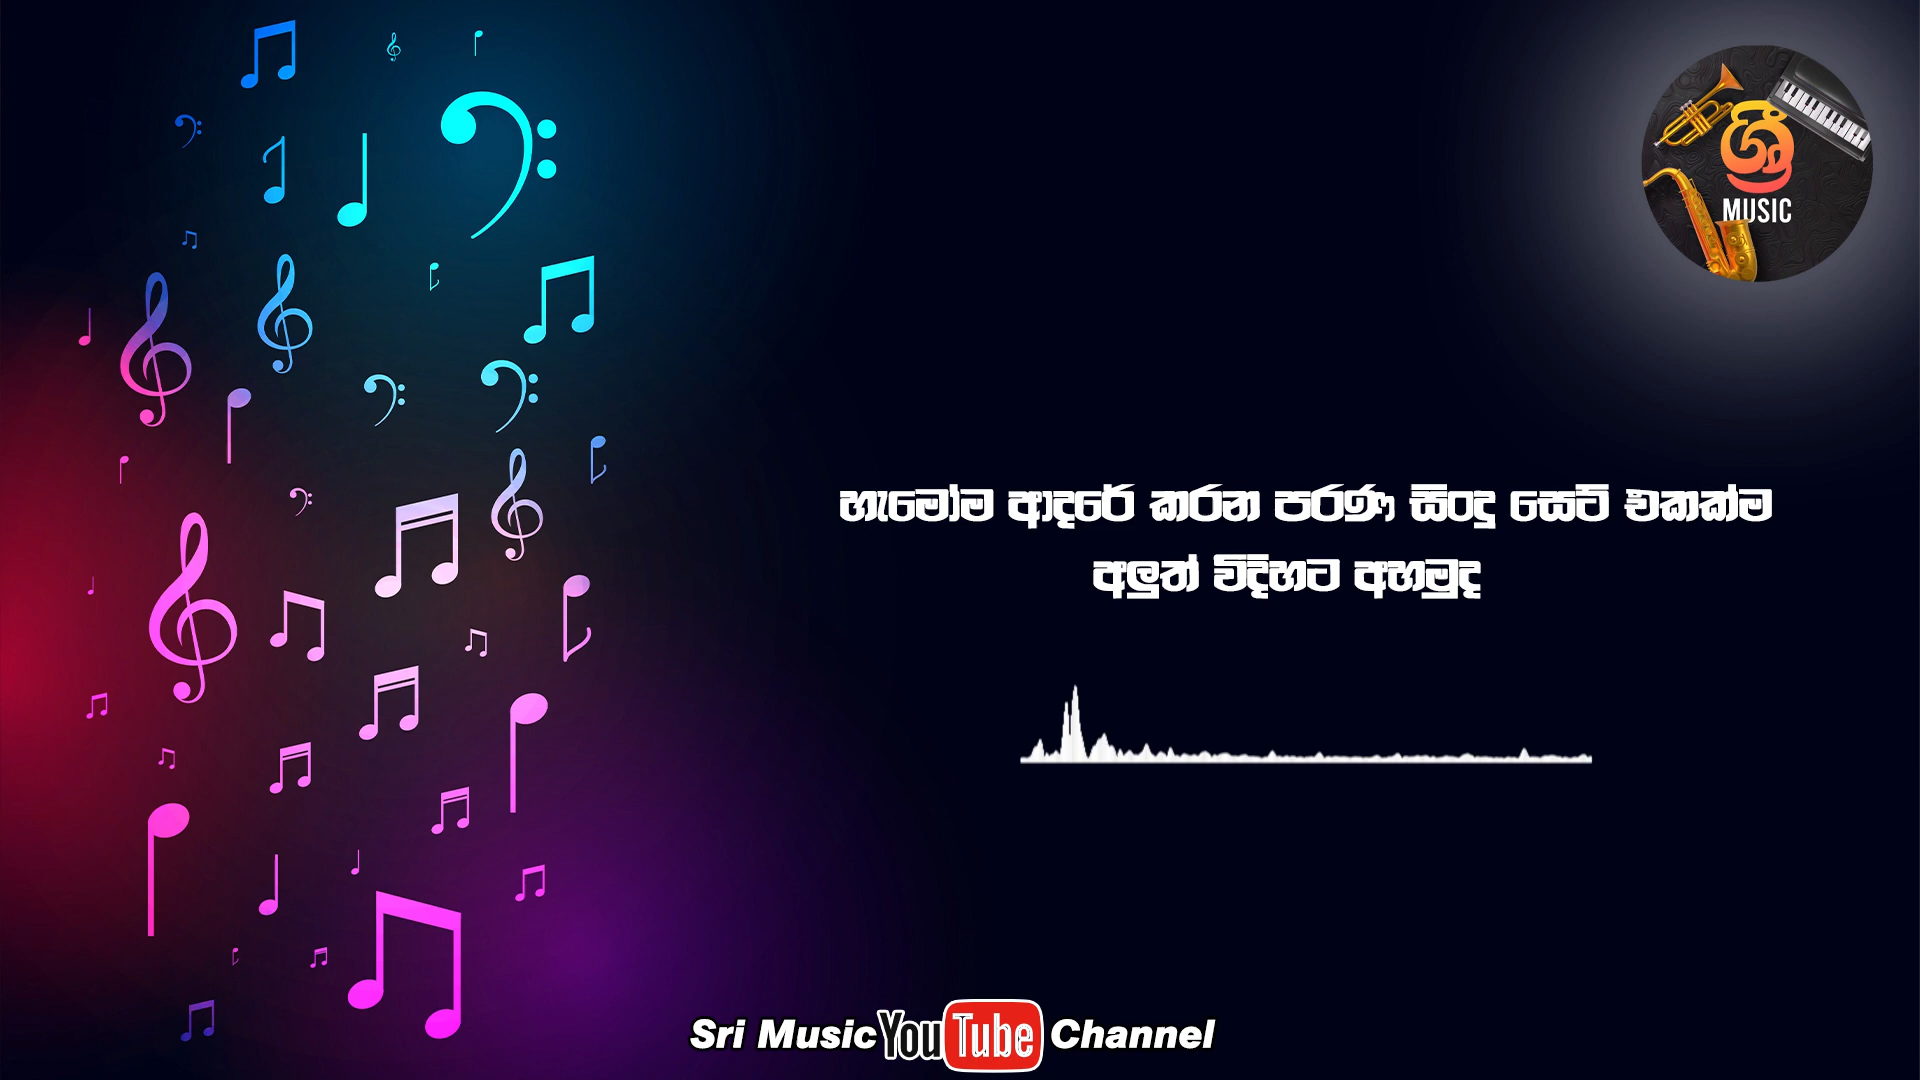 ශ්‍රී
MUSIC
හැමෝම ආදරේ කරන පරණ සිංදු සෙට් එකක්ම
අලුත් විදිහට අහමුද
Sri Music YouTube Channel